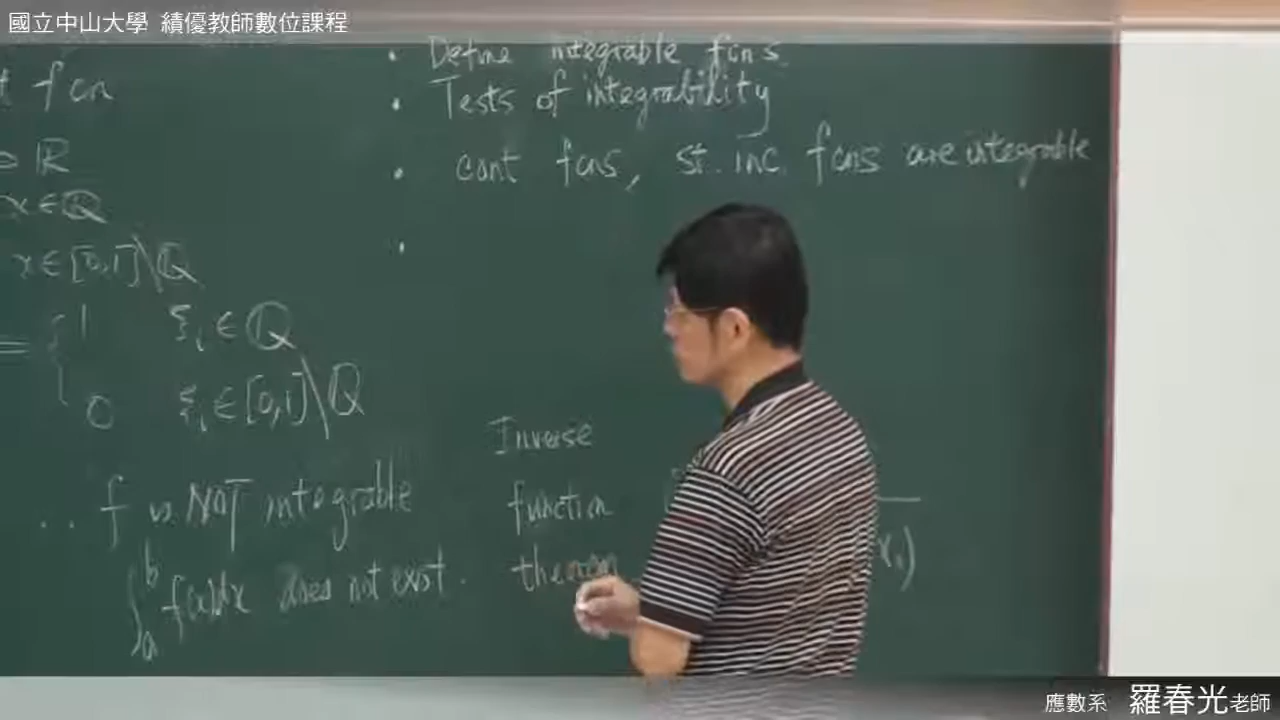 國立中山大學 績優教師數位課程
fcn
ℝ
x∈ℚ
x∈[0,1]\ℚ
= { 1 ξᵢ∈ℚ
0 ξᵢ∈[0,1]\ℚ
∴ f is NOT integrable
∫ₐᵇ f(x)dx does not exist.
• Define integrable fcns.
• Tests of integrability
• cont fcns, st. inc. fcns are integrable
•
Inverse
function
theorem
應數系 羅春光老師